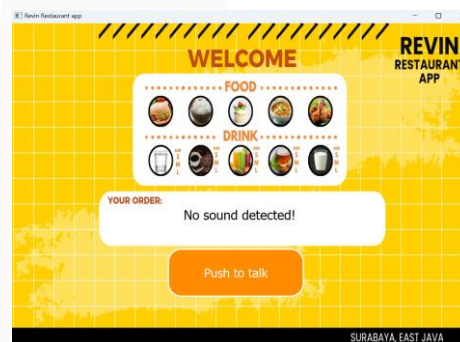 Revin Restaurant app
WELCOME
REVIN
RESTAURANT
APP
FOOD
DRINK
S
M
L
S
M
L
S
M
L
S
M
L
S
M
L
YOUR ORDER:
No sound detected!
Push to talk
SURABAYA, EAST JAVA